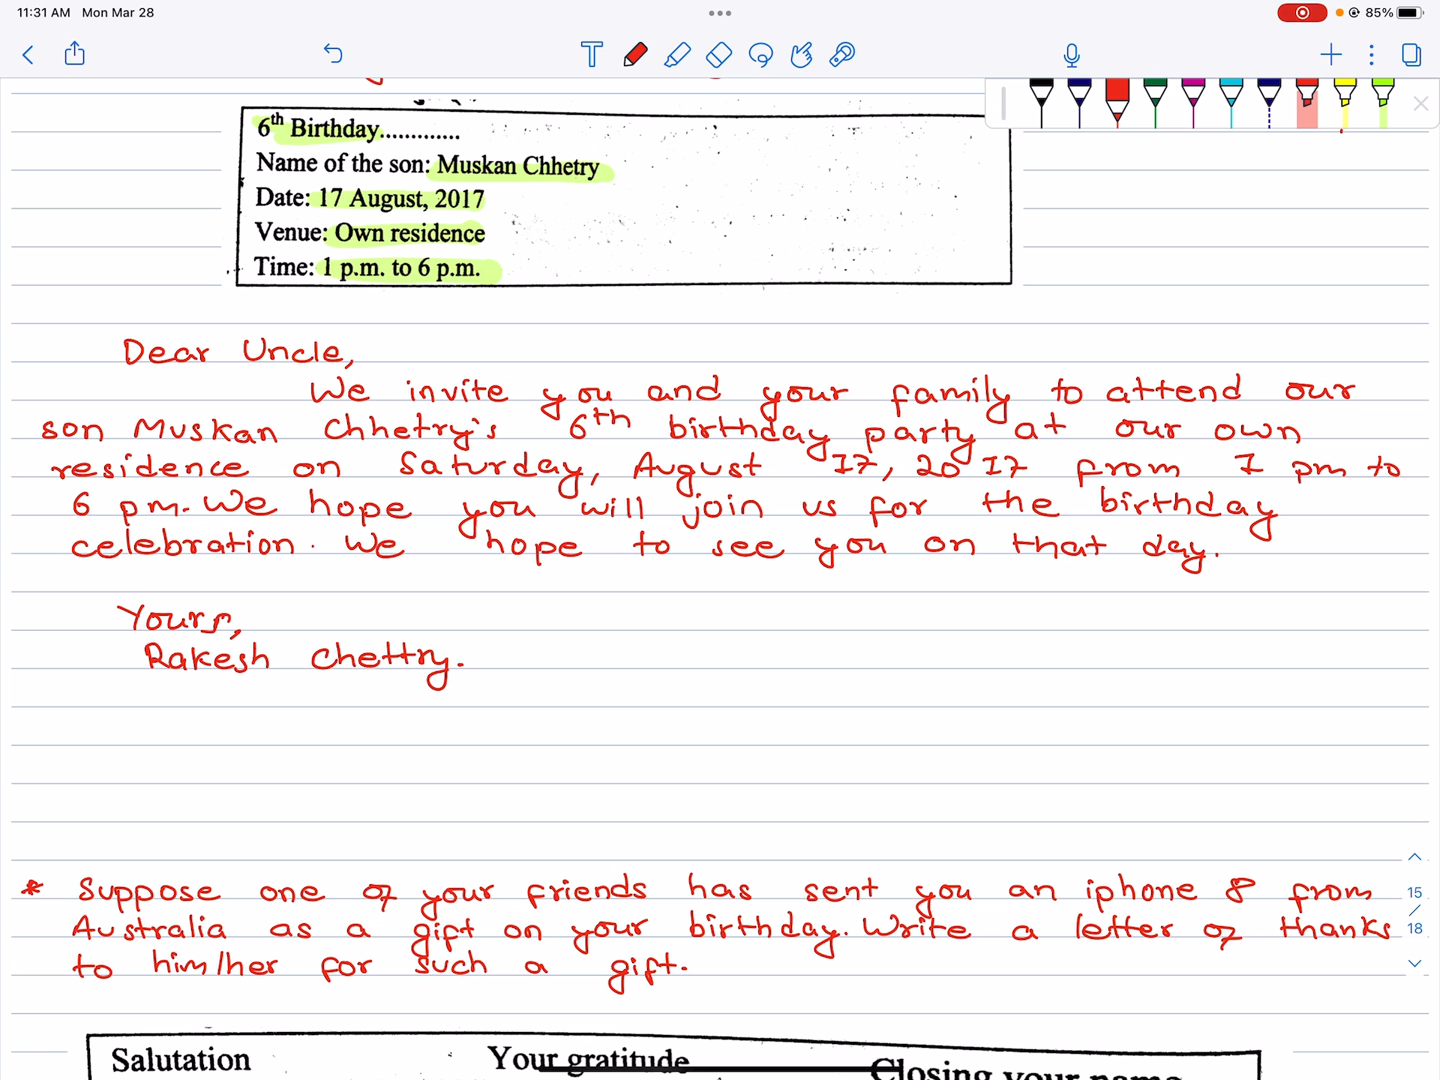 11:31 AM Mon Mar 28
85%
6th Birthday.............
Name of the son: Muskan Chhetry
Date: 17 August, 2017
Venue: Own residence
Time: 1 p.m. to 6 p.m.
Dear Uncle,
We invite you and your family to attend our
son Muskan Chhetry's 6th birthday party at our own
residence on Saturday, August 17, 2017 from 1 pm to
6 pm. We hope you will join us for the birthday
celebration. We hope to see you on that day.
Yours,
Rakesh Chettry.
* Suppose one of your friends has sent you an iphone 8 from
Australia as a gift on your birthday. Write a letter of thanks
to him/her for such a gift.
15
/
18
Salutation Your gratitude Closing your name